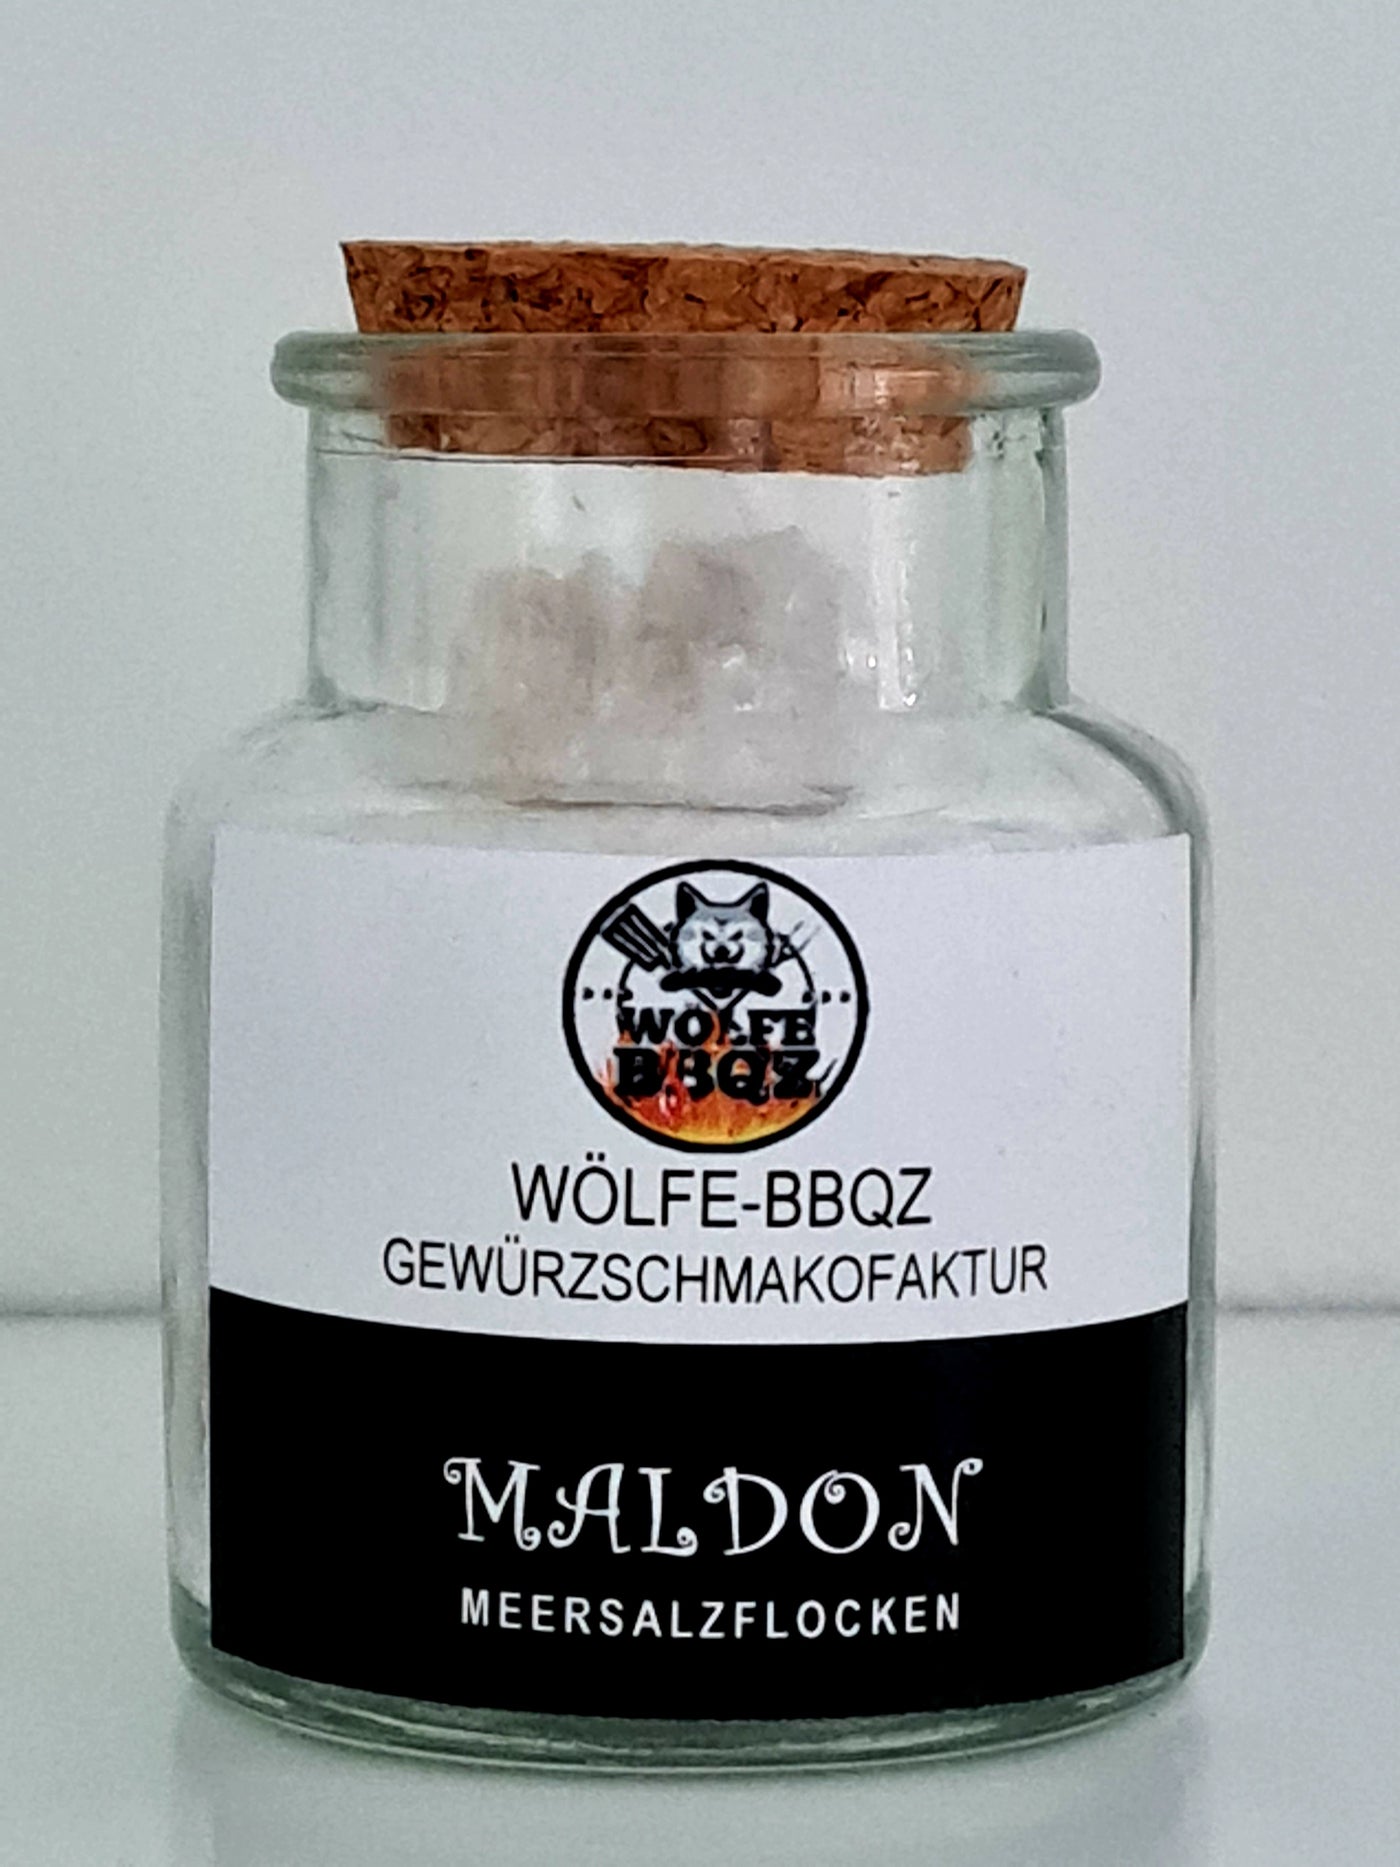 WÖLFE
BBQZ
WÖLFE-BBQZ
GEWÜRZSCHMAKOFAKTUR
MALDON
MEERSALZFLOCKEN